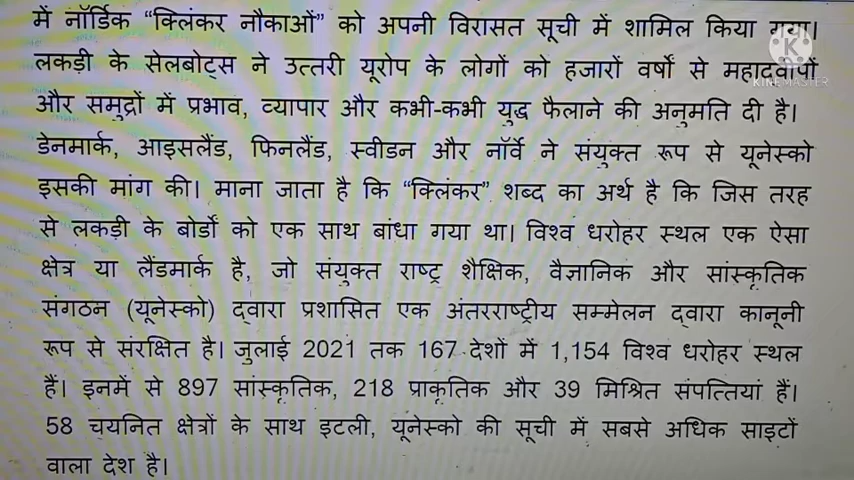 में नॉर्डिक “क्लिंकर नौकाओं” को अपनी विरासत सूची में शामिल किया गया।
लकड़ी के सेलबोट्स ने उत्तरी यूरोप के लोगों को हजारों वर्षों से महाद्वीपों
KINEMASTER
और समुद्रों में प्रभाव, व्यापार और कभी-कभी युद्ध फैलाने की अनुमति दी है।
डेनमार्क, आइसलैंड, फिनलैंड, स्वीडन और नॉर्वे ने संयुक्त रूप से यूनेस्को
इसकी मांग की। माना जाता है कि “क्लिंकर” शब्द का अर्थ है कि जिस तरह
से लकड़ी के बोर्डों को एक साथ बांधा गया था। विश्व धरोहर स्थल एक ऐसा
क्षेत्र या लैंडमार्क है, जो संयुक्त राष्ट्र शैक्षिक, वैज्ञानिक और सांस्कृतिक
संगठन (यूनेस्को) द्वारा प्रशासित एक अंतरराष्ट्रीय सम्मेलन द्वारा कानूनी
रूप से संरक्षित है। जुलाई 2021 तक 167 देशों में 1,154 विश्व धरोहर स्थल
हैं। इनमें से 897 सांस्कृतिक, 218 प्राकृतिक और 39 मिश्रित संपत्तियां हैं।
58 चयनित क्षेत्रों के साथ इटली, यूनेस्को की सूची में सबसे अधिक साइटों
वाला देश है।